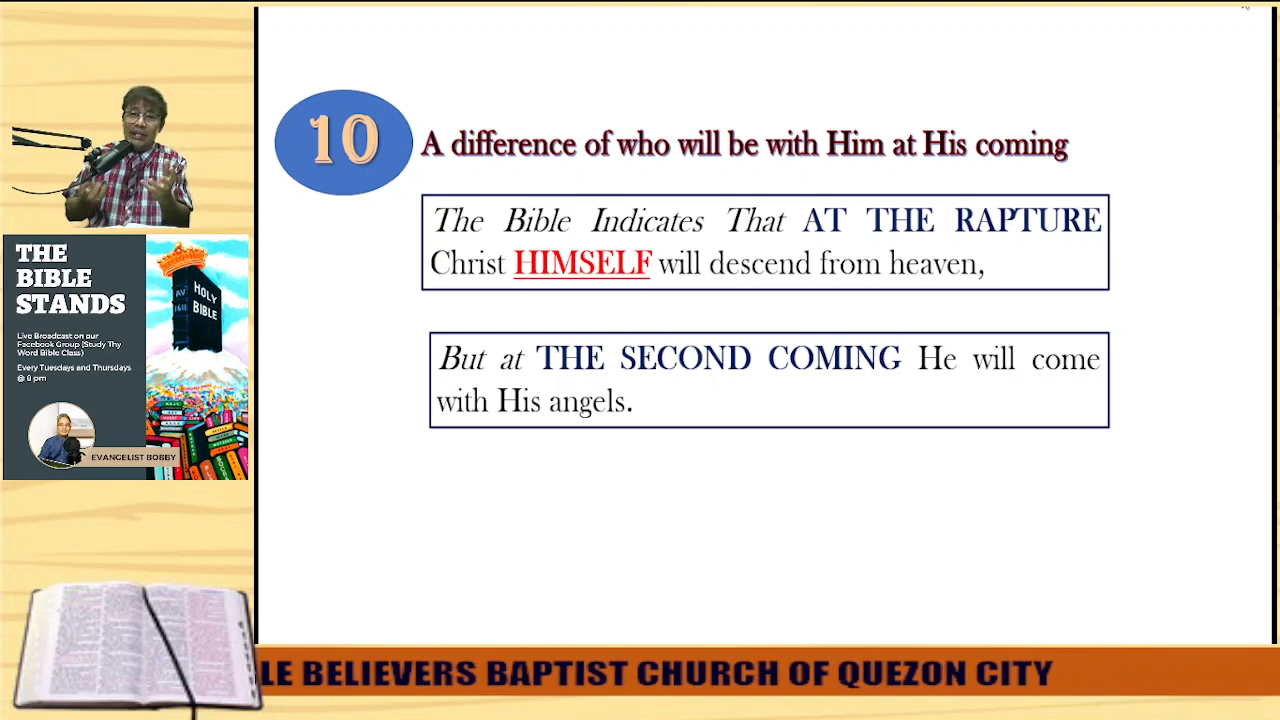 10
A difference of who will be with Him at His coming
The Bible Indicates That AT THE RAPTURE
Christ HIMSELF will descend from heaven,
But at THE SECOND COMING He will come
with His angels.
THE
BIBLE
STANDS
Live Broadcast on our
Facebook Group (Study Thy
Word Bible Class)
Every Tuesdays and Thursdays
@ 8 pm
EVANGELIST BOBBY
AV
1611
HOLY
BIBLE
LE BELIEVERS BAPTIST CHURCH OF QUEZON CITY